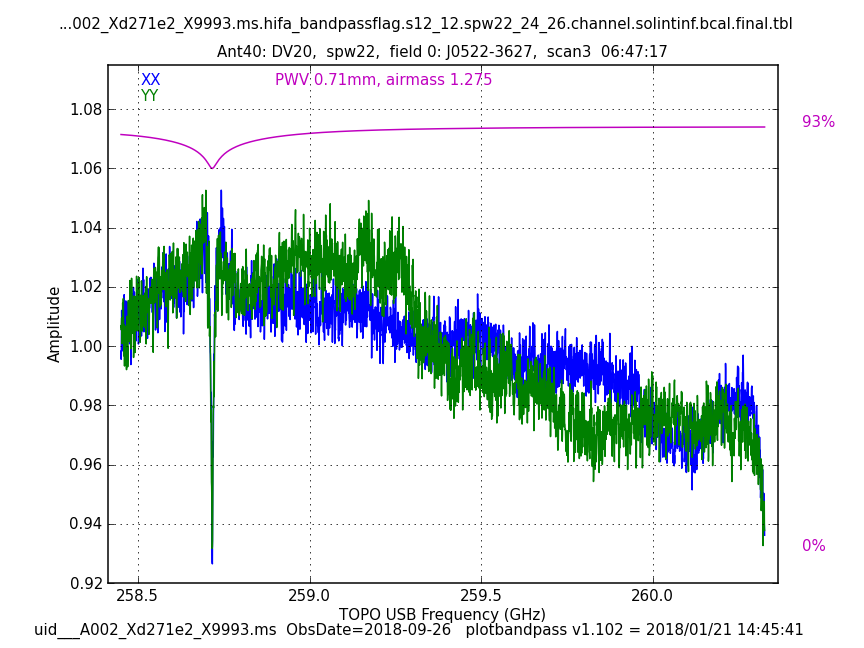 ...002_Xd271e2_X9993.ms.hifa_bandpassflag.s12_12.spw22_24_26.channel.solintinf.bcal.final.tbl
Ant40: DV20,  spw22,  field 0: J0522-3627,  scan3  06:47:17
XX
YY
PWV 0.71mm, airmass 1.275
93%
0%
Amplitude
1.08
1.06
1.04
1.02
1.00
0.98
0.96
0.94
0.92
258.5 259.0 259.5 260.0
TOPO USB Frequency (GHz)
uid___A002_Xd271e2_X9993.ms  ObsDate=2018-09-26   plotbandpass v1.102 = 2018/01/21 14:45:41